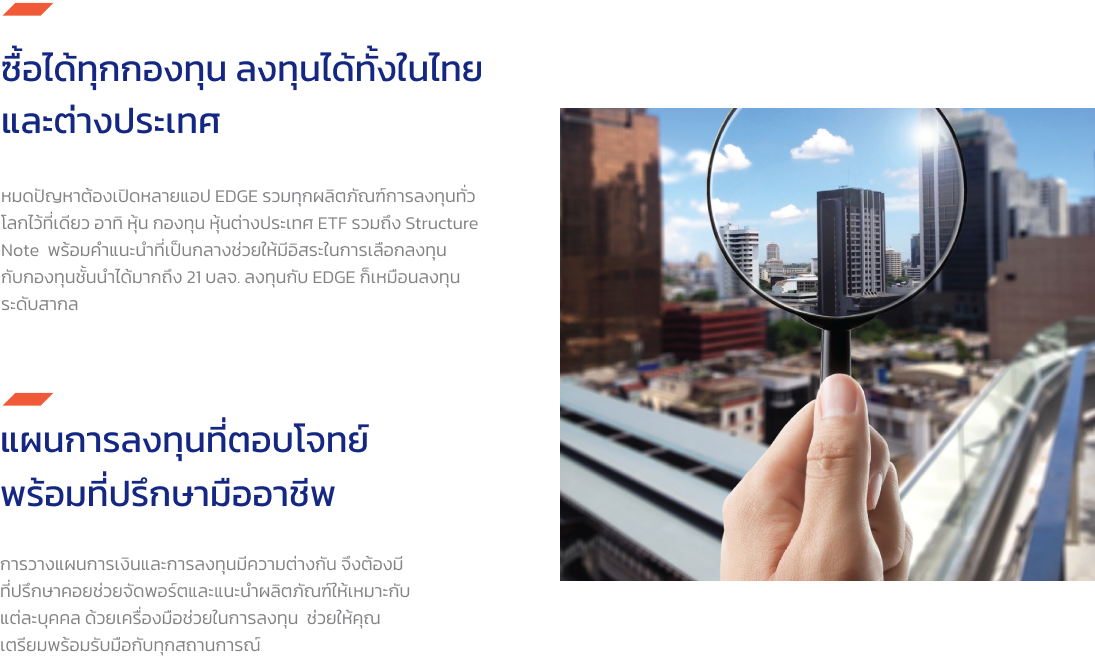 ซื้อได้ทุกกองทุน ลงทุนได้ทั้งในไทย
และต่างประเทศ
หมดปัญหาต้องเปิดหลายแอป EDGE รวมทุกผลิตภัณฑ์การลงทุนทั่ว
โลกไว้ที่เดียว อาทิ หุ้น กองทุน หุ้นต่างประเทศ ETF รวมถึง Structure
Note  พร้อมคำแนะนำที่เป็นกลางช่วยให้มีอิสระในการเลือกลงทุน
กับกองทุนชั้นนำได้มากถึง 21 บลจ. ลงทุนกับ EDGE ก็เหมือนลงทุน
ระดับสากล
แผนการลงทุนที่ตอบโจทย์
พร้อมที่ปรึกษามืออาชีพ
การวางแผนการเงินและการลงทุนมีความต่างกัน จึงต้องมี
ที่ปรึกษาคอยช่วยจัดพอร์ตและแนะนำผลิตภัณฑ์ให้เหมาะกับ
แต่ละบุคคล ด้วยเครื่องมือช่วยในการลงทุน  ช่วยให้คุณ
เตรียมพร้อมรับมือกับทุกสถานการณ์